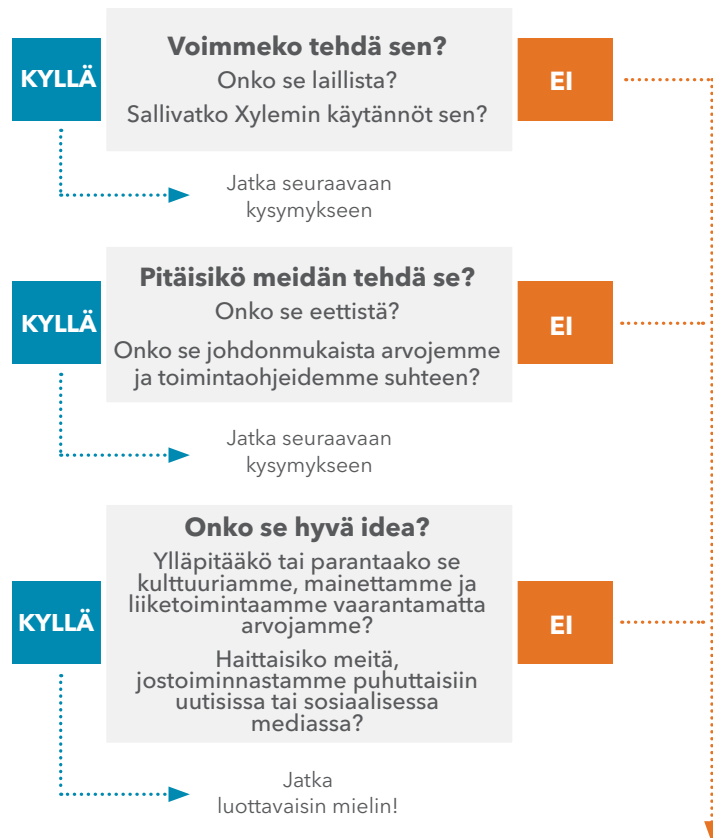 Voimmeko tehdä sen?
KYLLÄ
Onko se laillista?
EI
Sallivatko Xylemin käytännöt sen?
Jatka seuraavaan
kysymykseen
Pitäisikö meidän tehdä se?
Onko se eettistä?
KYLLÄ
EI
Onko se johdonmukaista arvojemme
ja toimintaohjeidemme suhteen?
Jatka seuraavaan
kysymykseen
Onko se hyvä idea?
Ylläpitääkö tai parantaako se
kulttuuriamme, mainettamme ja
liiketoimintaamme vaarantamatta
arvojamme?
KYLLÄ
EI
Haittaisiko meitä,
jostoiminnastamme puhuttaisiin
uutisissa tai sosiaalisessa
mediassa?
Jatka
luottavaisin mielin!